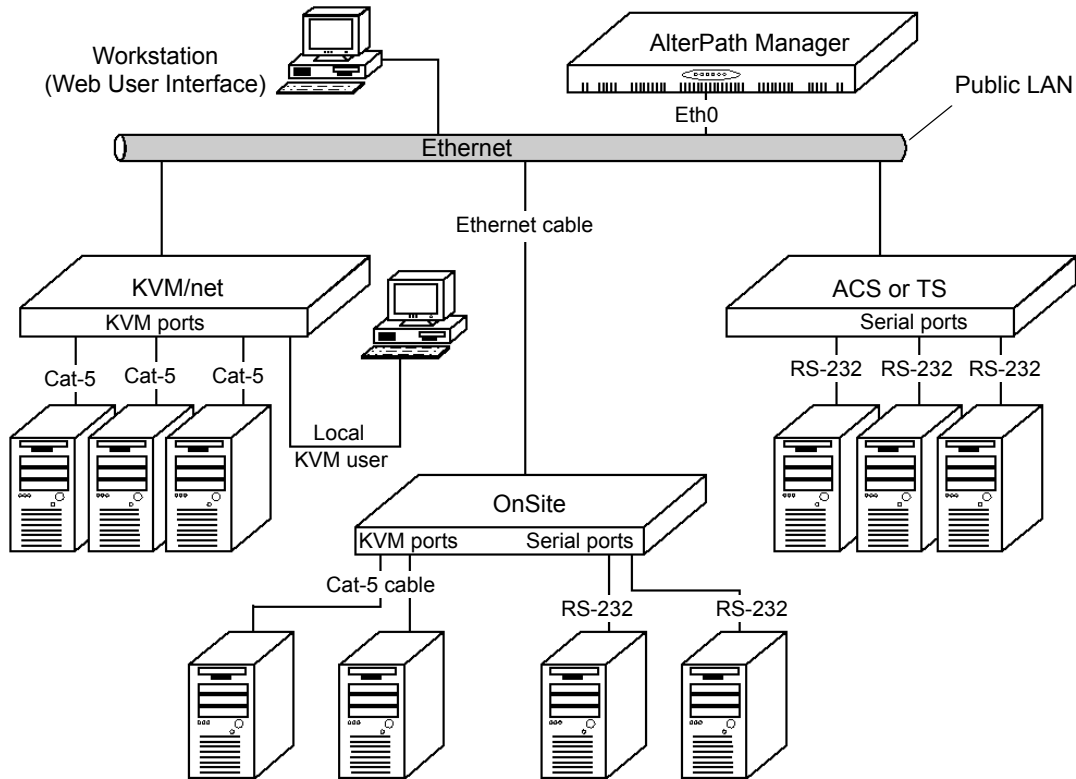 Workstation
(Web User Interface)
AlterPath Manager
Public LAN
Eth0
Ethernet
Ethernet cable
KVM/net
KVM ports
ACS or TS
Serial ports
Cat-5
Cat-5
Cat-5
RS-232
RS-232
RS-232
Local
KVM user
OnSite
KVM ports
Serial ports
Cat-5 cable
RS-232
RS-232